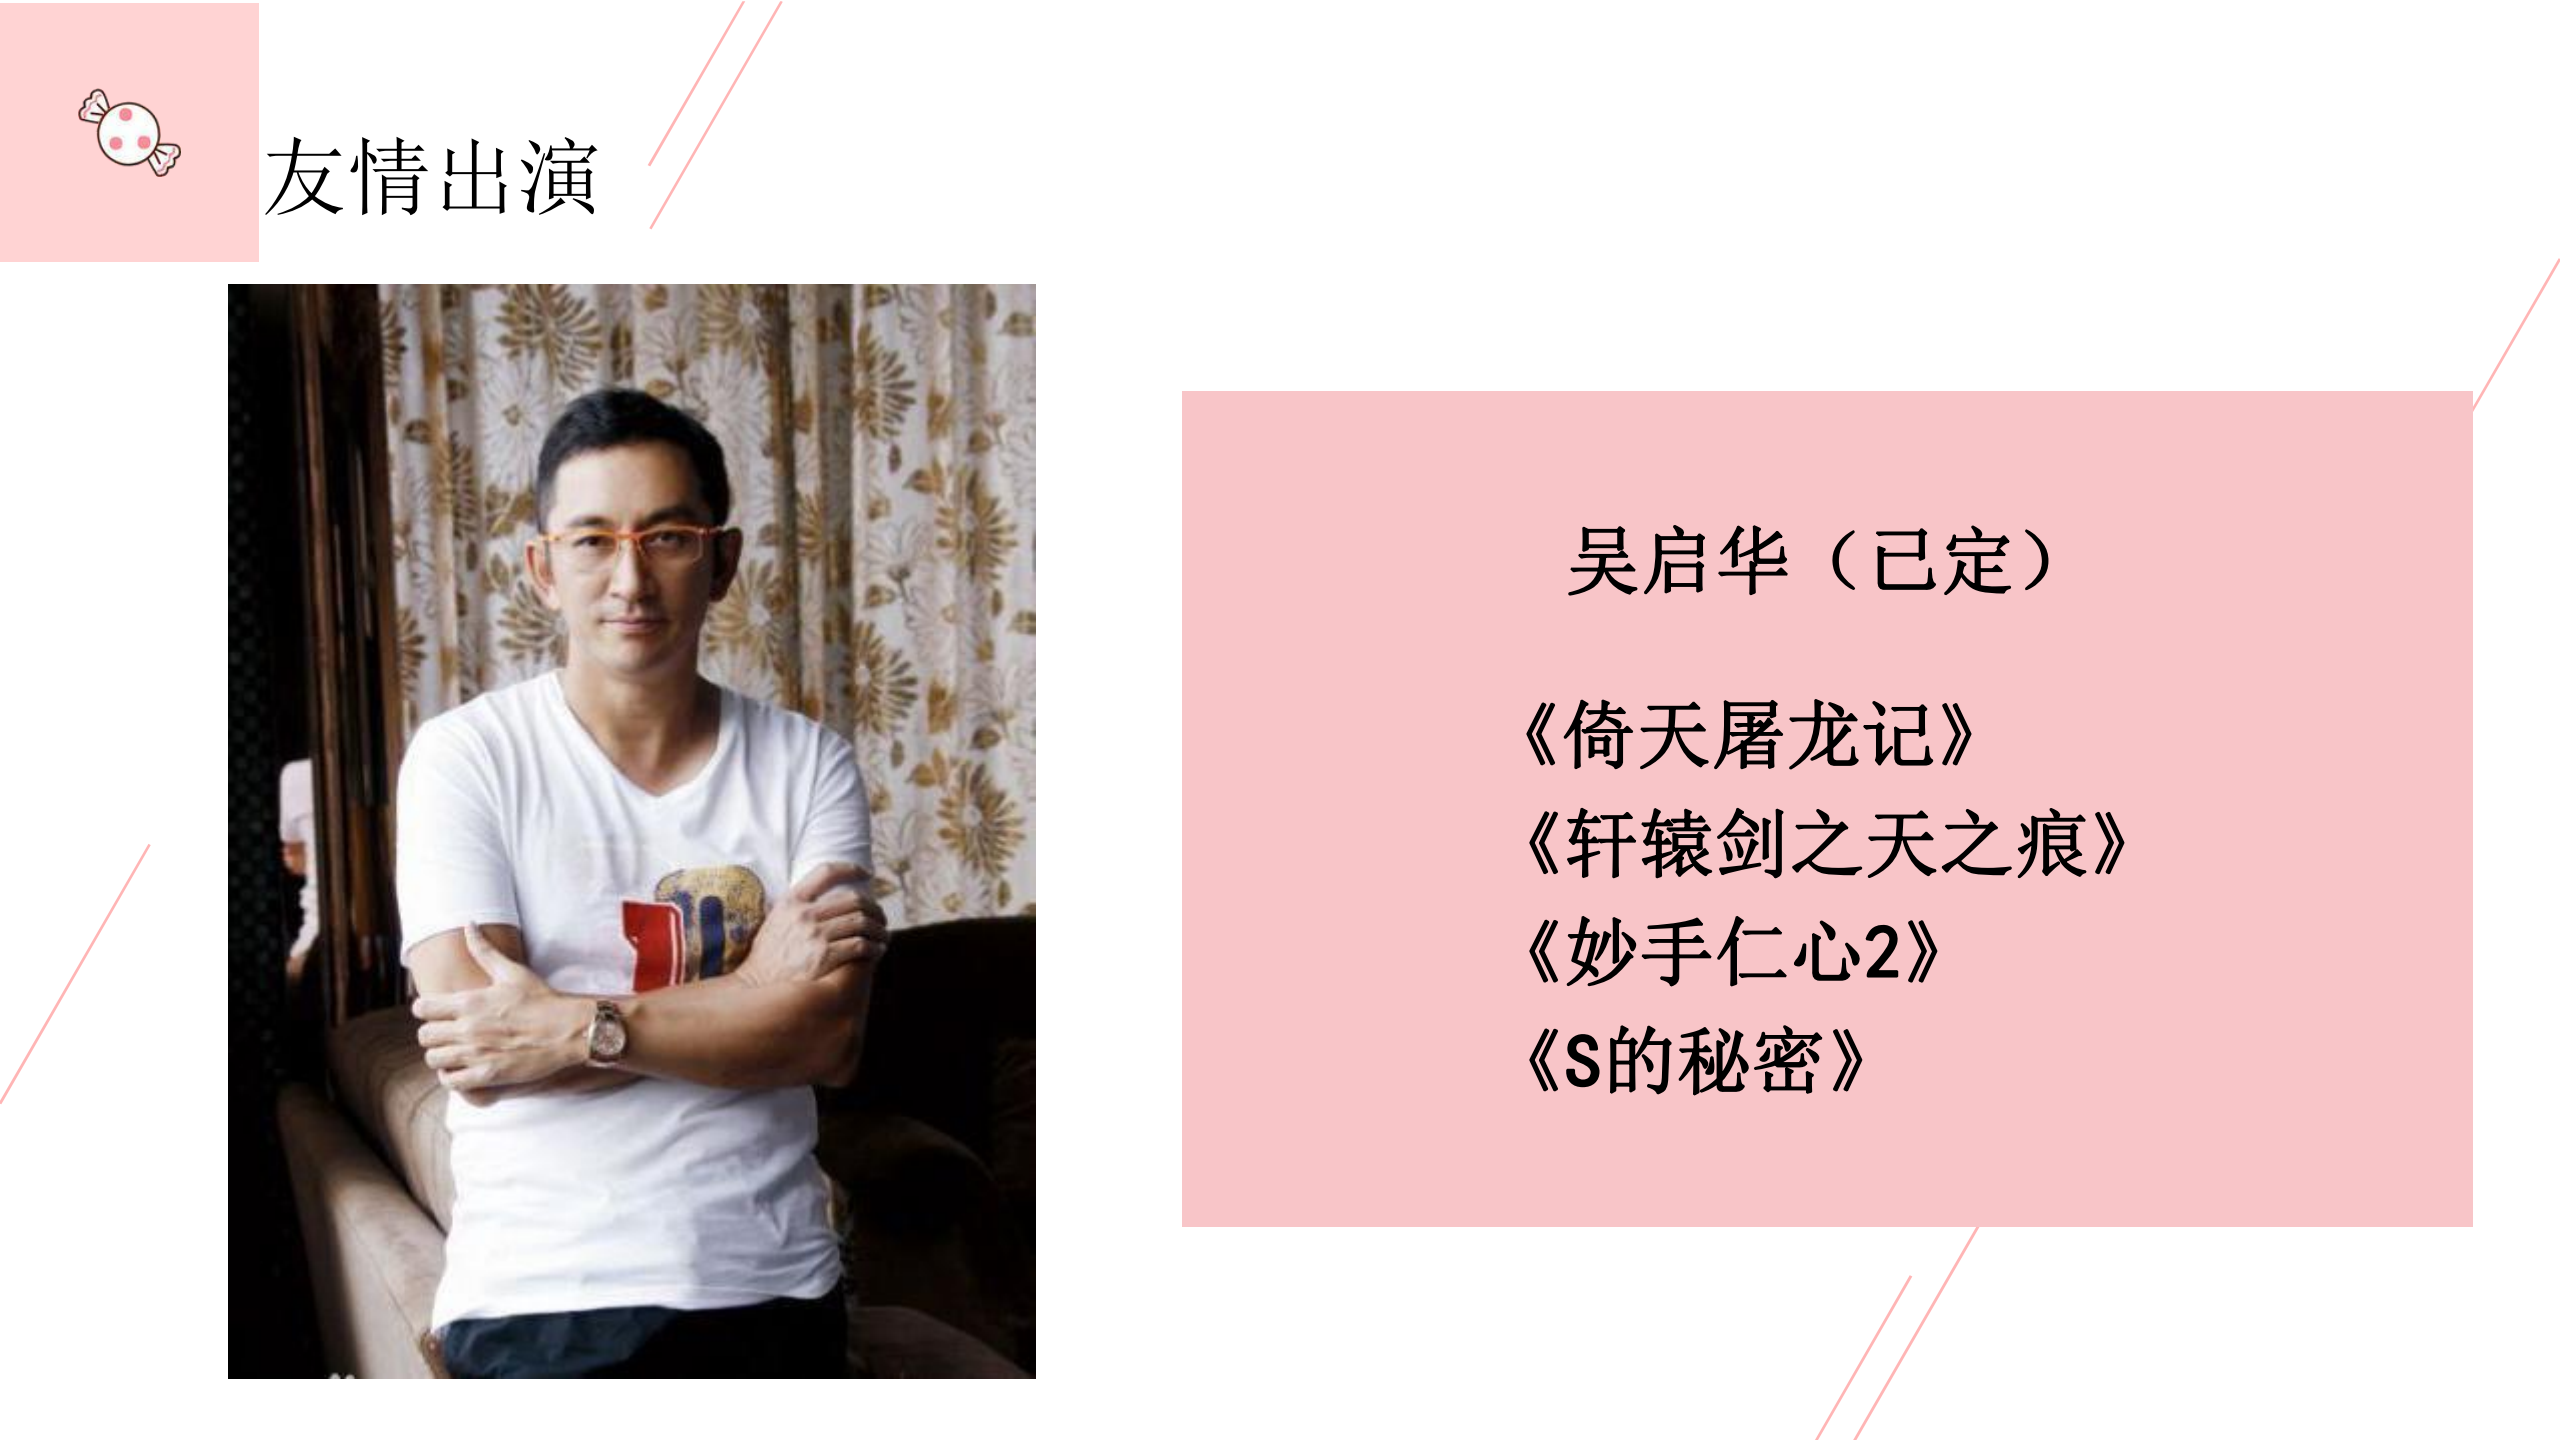 友情出演
吴启华（已定）
《倚天屠龙记》
《轩辕剑之天之痕》
《妙手仁心2》
《S的秘密》